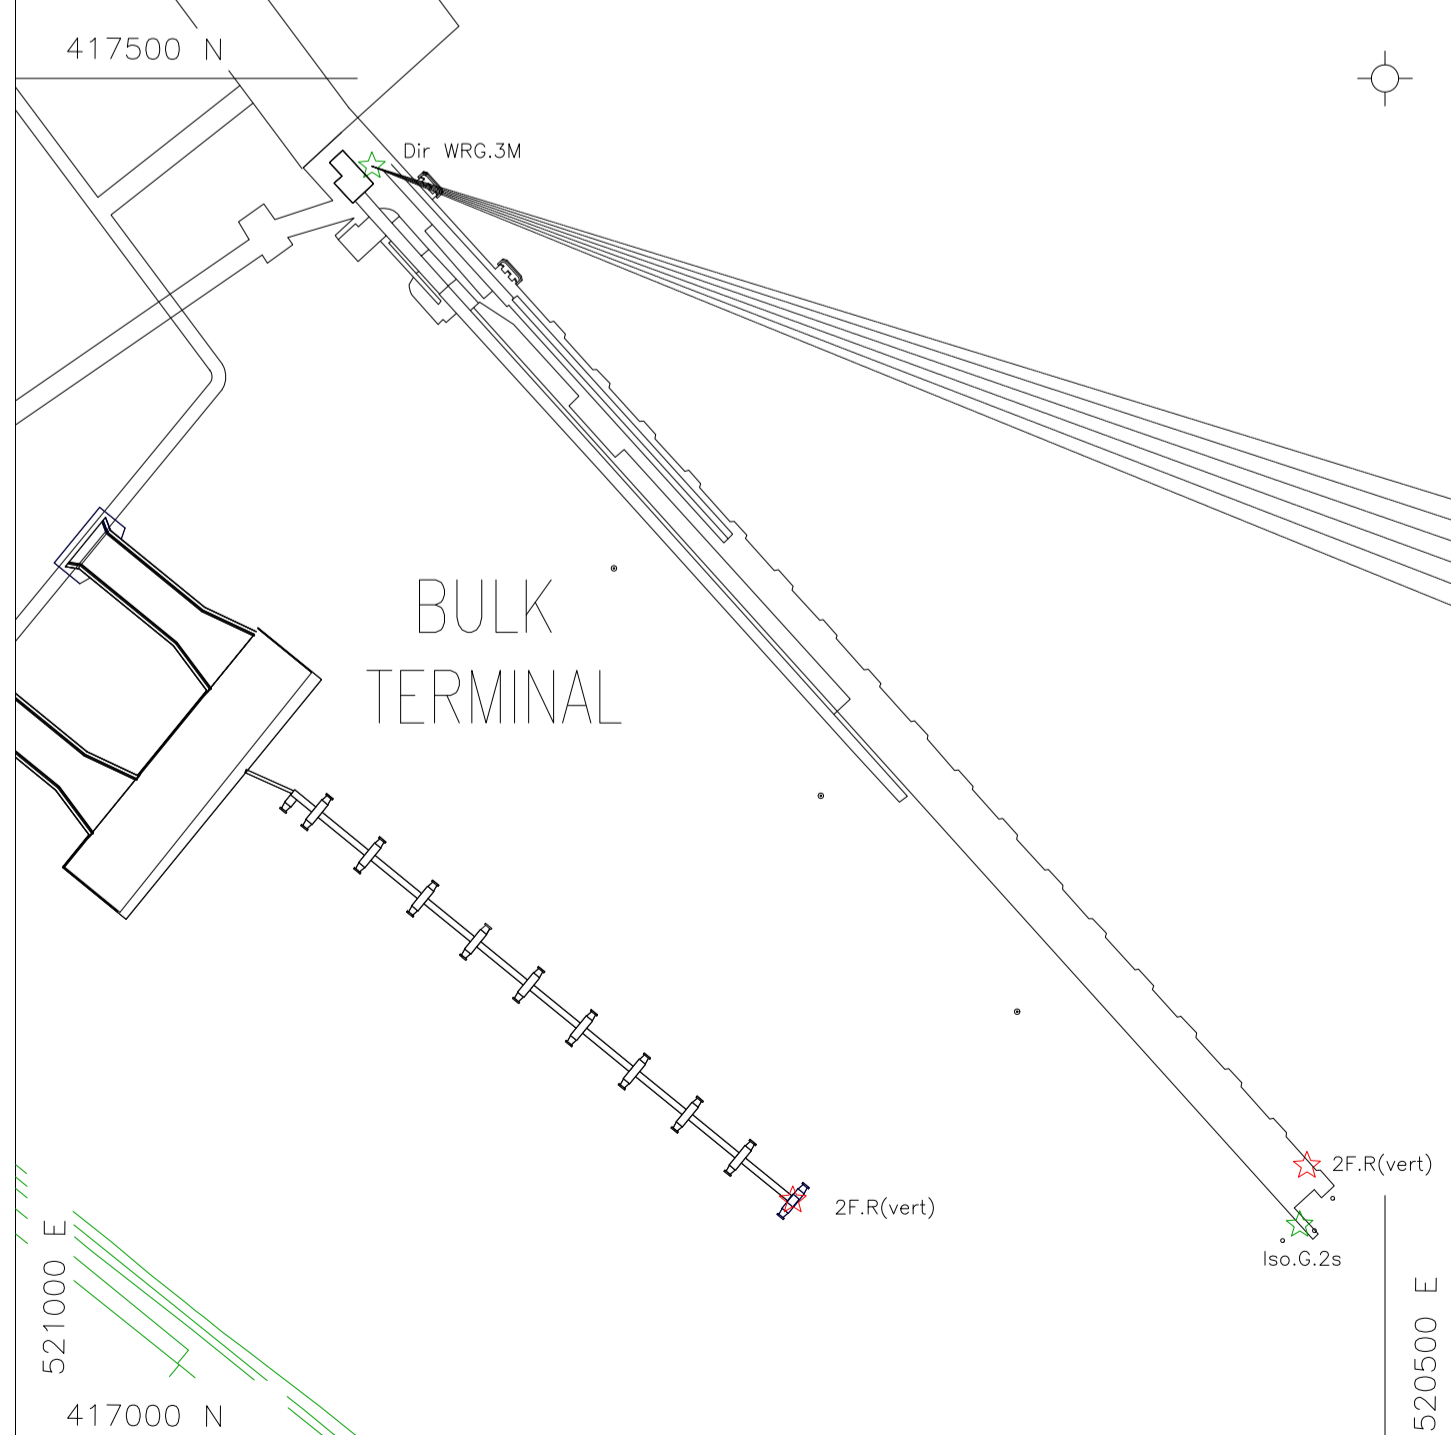 417500 N
Dir WRG.3M
BULK
TERMINAL
2F.R(vert)
2F.R(vert)
Iso.G.2s
521000 E
520500 E
417000 N